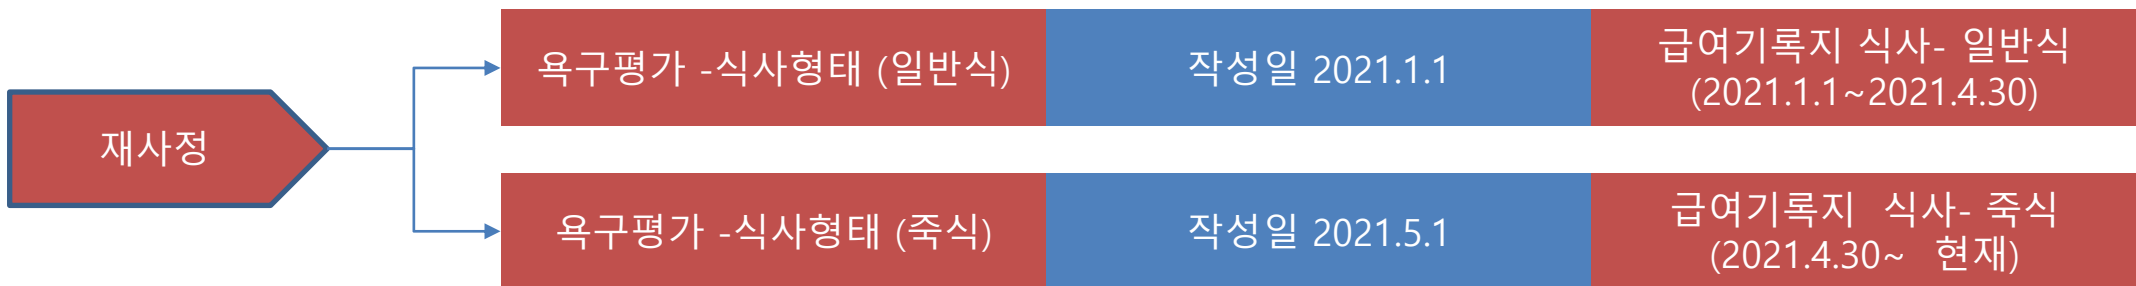 재사정
욕구평가 -식사형태 (일반식)
작성일 2021.1.1
급여기록지 식사- 일반식
(2021.1.1~2021.4.30)
욕구평가 -식사형태 (죽식)
작성일 2021.5.1
급여기록지 식사- 죽식
(2021.4.30~ 현재)